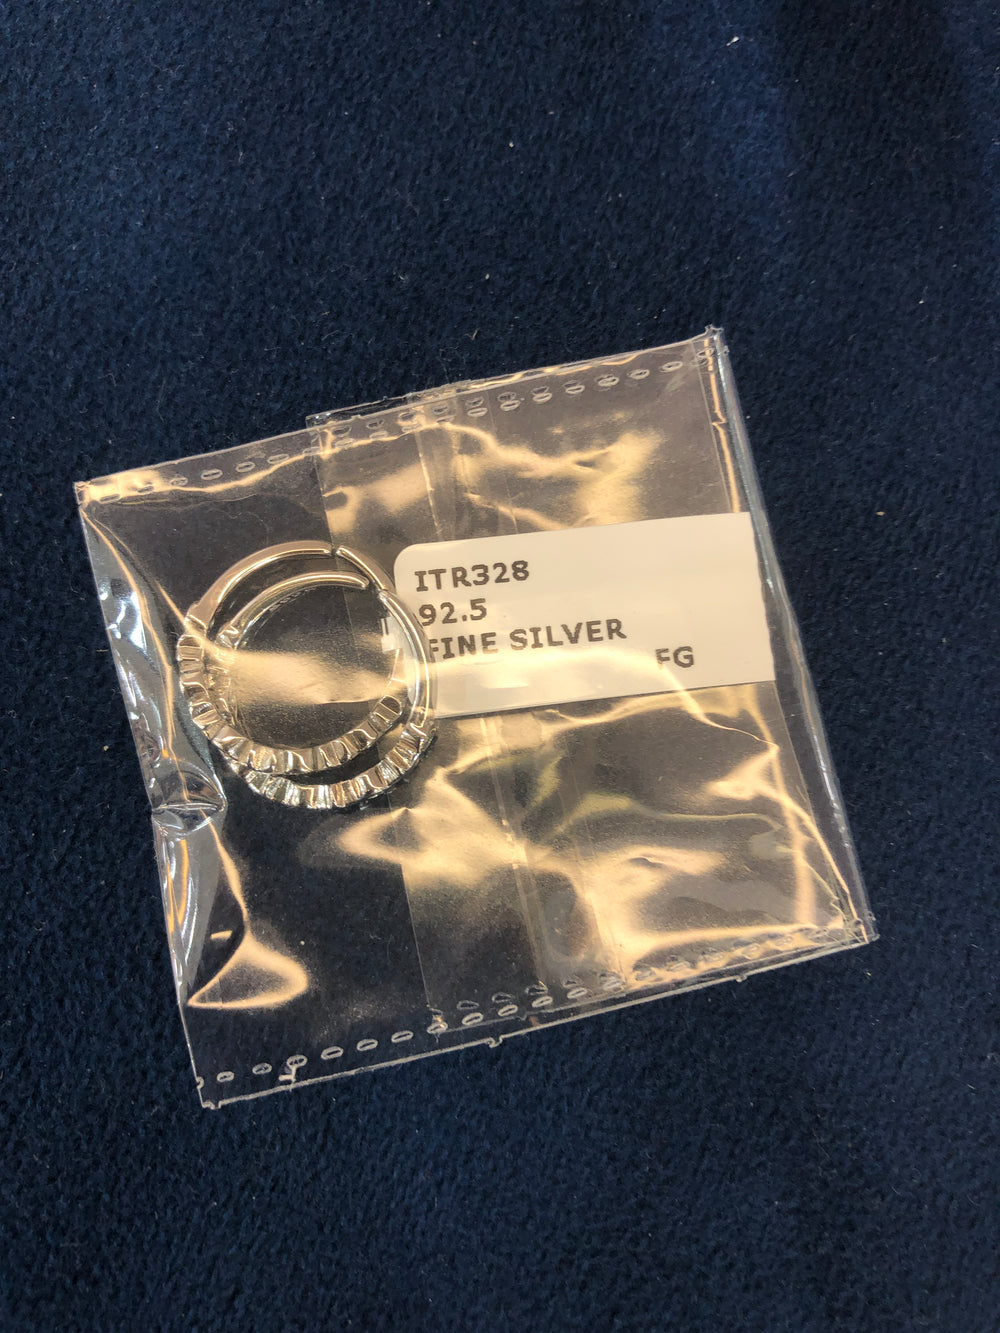 ITR328
92.5
FINE SILVER
FG